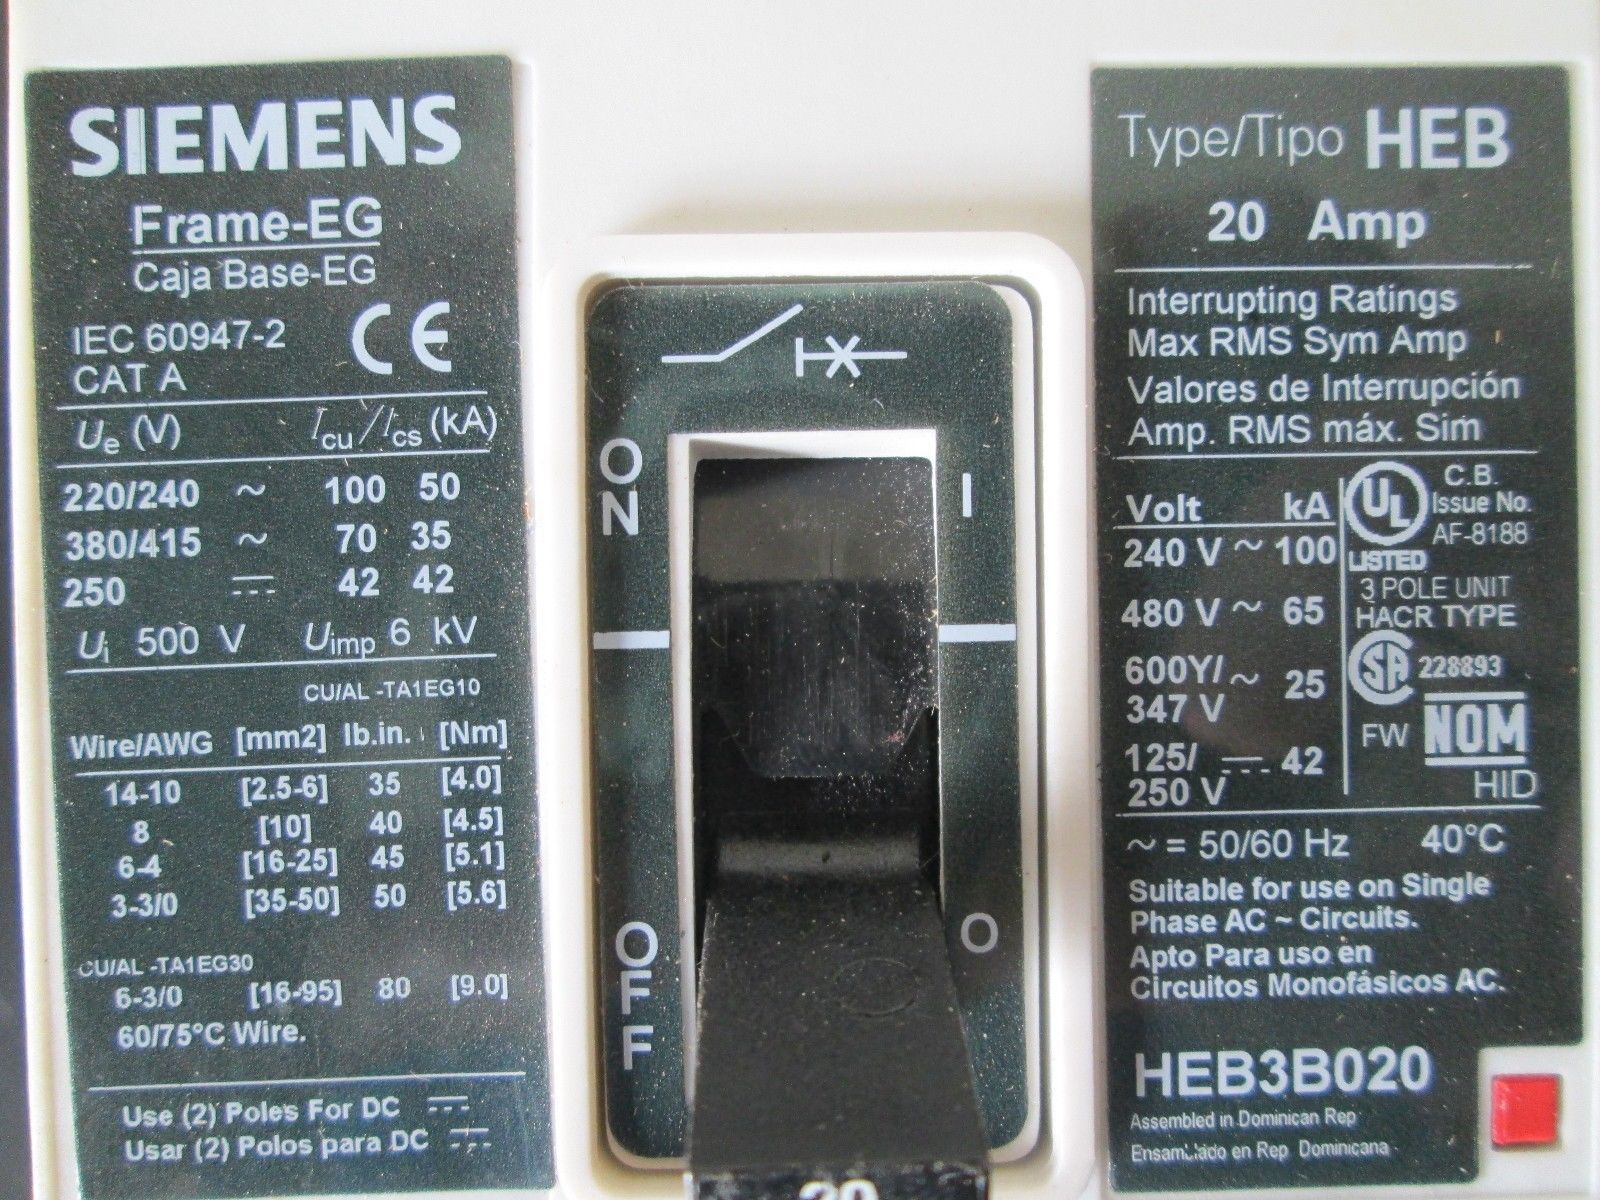 SIEMENS
Frame-EG
Caja Base-EG
IEC 60947-2 CE
CAT A
Ue (V) Icu/Ics (kA)
220/240 ~ 100 50
380/415 ~ 70 35
250 42 42
Ui 500 V Uimp 6 kV
CU/AL -TA1EG10
Wire/AWG [mm2] lb.in. [Nm]
14-10 [2.5-6] 35 [4.0]
8 [10] 40 [4.5]
6-4 [16-25] 45 [5.1]
3-3/0 [35-50] 50 [5.6]
CU/AL -TA1EG30
6-3/0 [16-95] 80 [9.0]
60/75°C Wire.
Use (2) Poles For DC
Usar (2) Polos para DC
ON I
OFF O
20
Type/Tipo HEB
20 Amp
Interrupting Ratings
Max RMS Sym Amp
Valores de Interrupción
Amp. RMS máx. Sim
Volt kA
240 V ~ 100
480 V ~ 65
600Y/ ~ 25
347 V
125/ 42
250 V
UL
LISTED
C.B.
Issue No.
AF-8188
3 POLE UNIT
HACR TYPE
SA 228893
FW NOM
HID
~ = 50/60 Hz 40°C
Suitable for use on Single
Phase AC ~ Circuits.
Apto Para uso en
Circuitos Monofásicos AC.
HEB3B020
Assembled in Dominican Rep
Ensamblado en Rep Dominicana